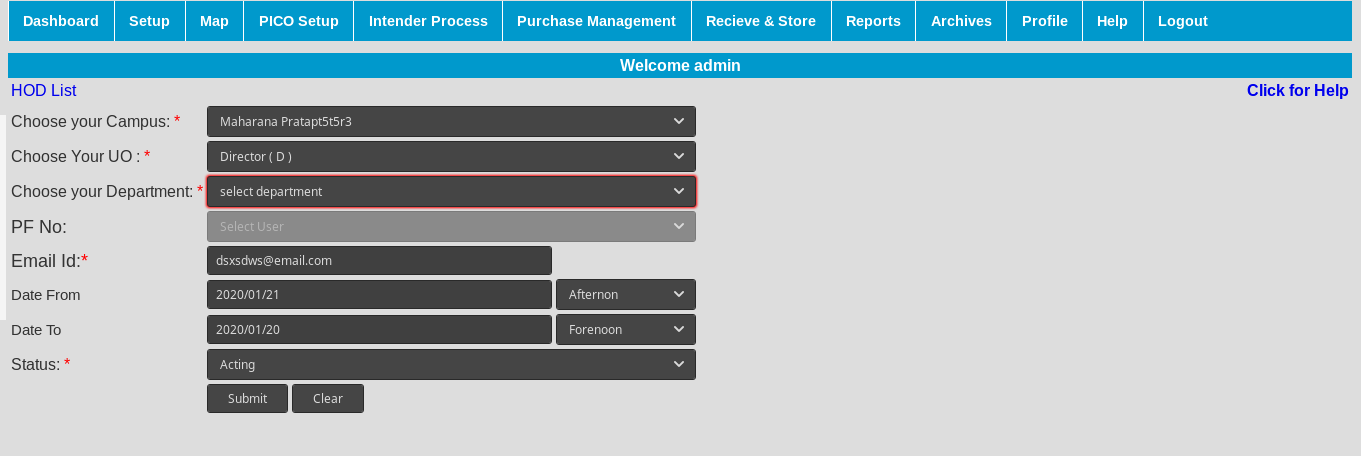 Dashboard Setup Map PICO Setup Intender Process Purchase Management Recieve & Store Reports Archives Profile Help Logout
Welcome admin
HOD List Click for Help
Choose your Campus: * Maharana Pratapt5t5r3
Choose Your UO : * Director ( D )
Choose your Department: * select department
PF No: Select User
Email Id:* dsxsdws@email.com
Date From 2020/01/21 Afternon
Date To 2020/01/20 Forenoon
Status: * Acting
Submit Clear